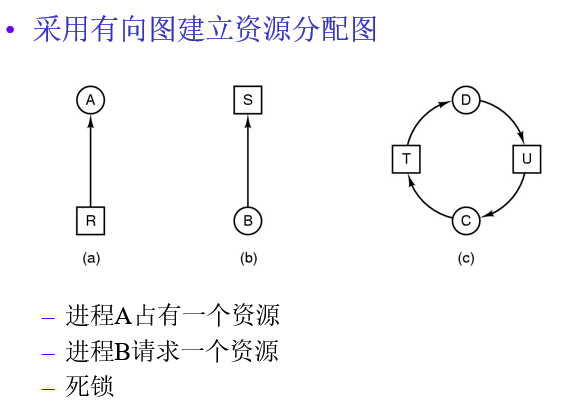 • 采用有向图建立资源分配图
A S D
T U
R B C
(a) (b) (c)
– 进程A占有一个资源
– 进程B请求一个资源
– 死锁